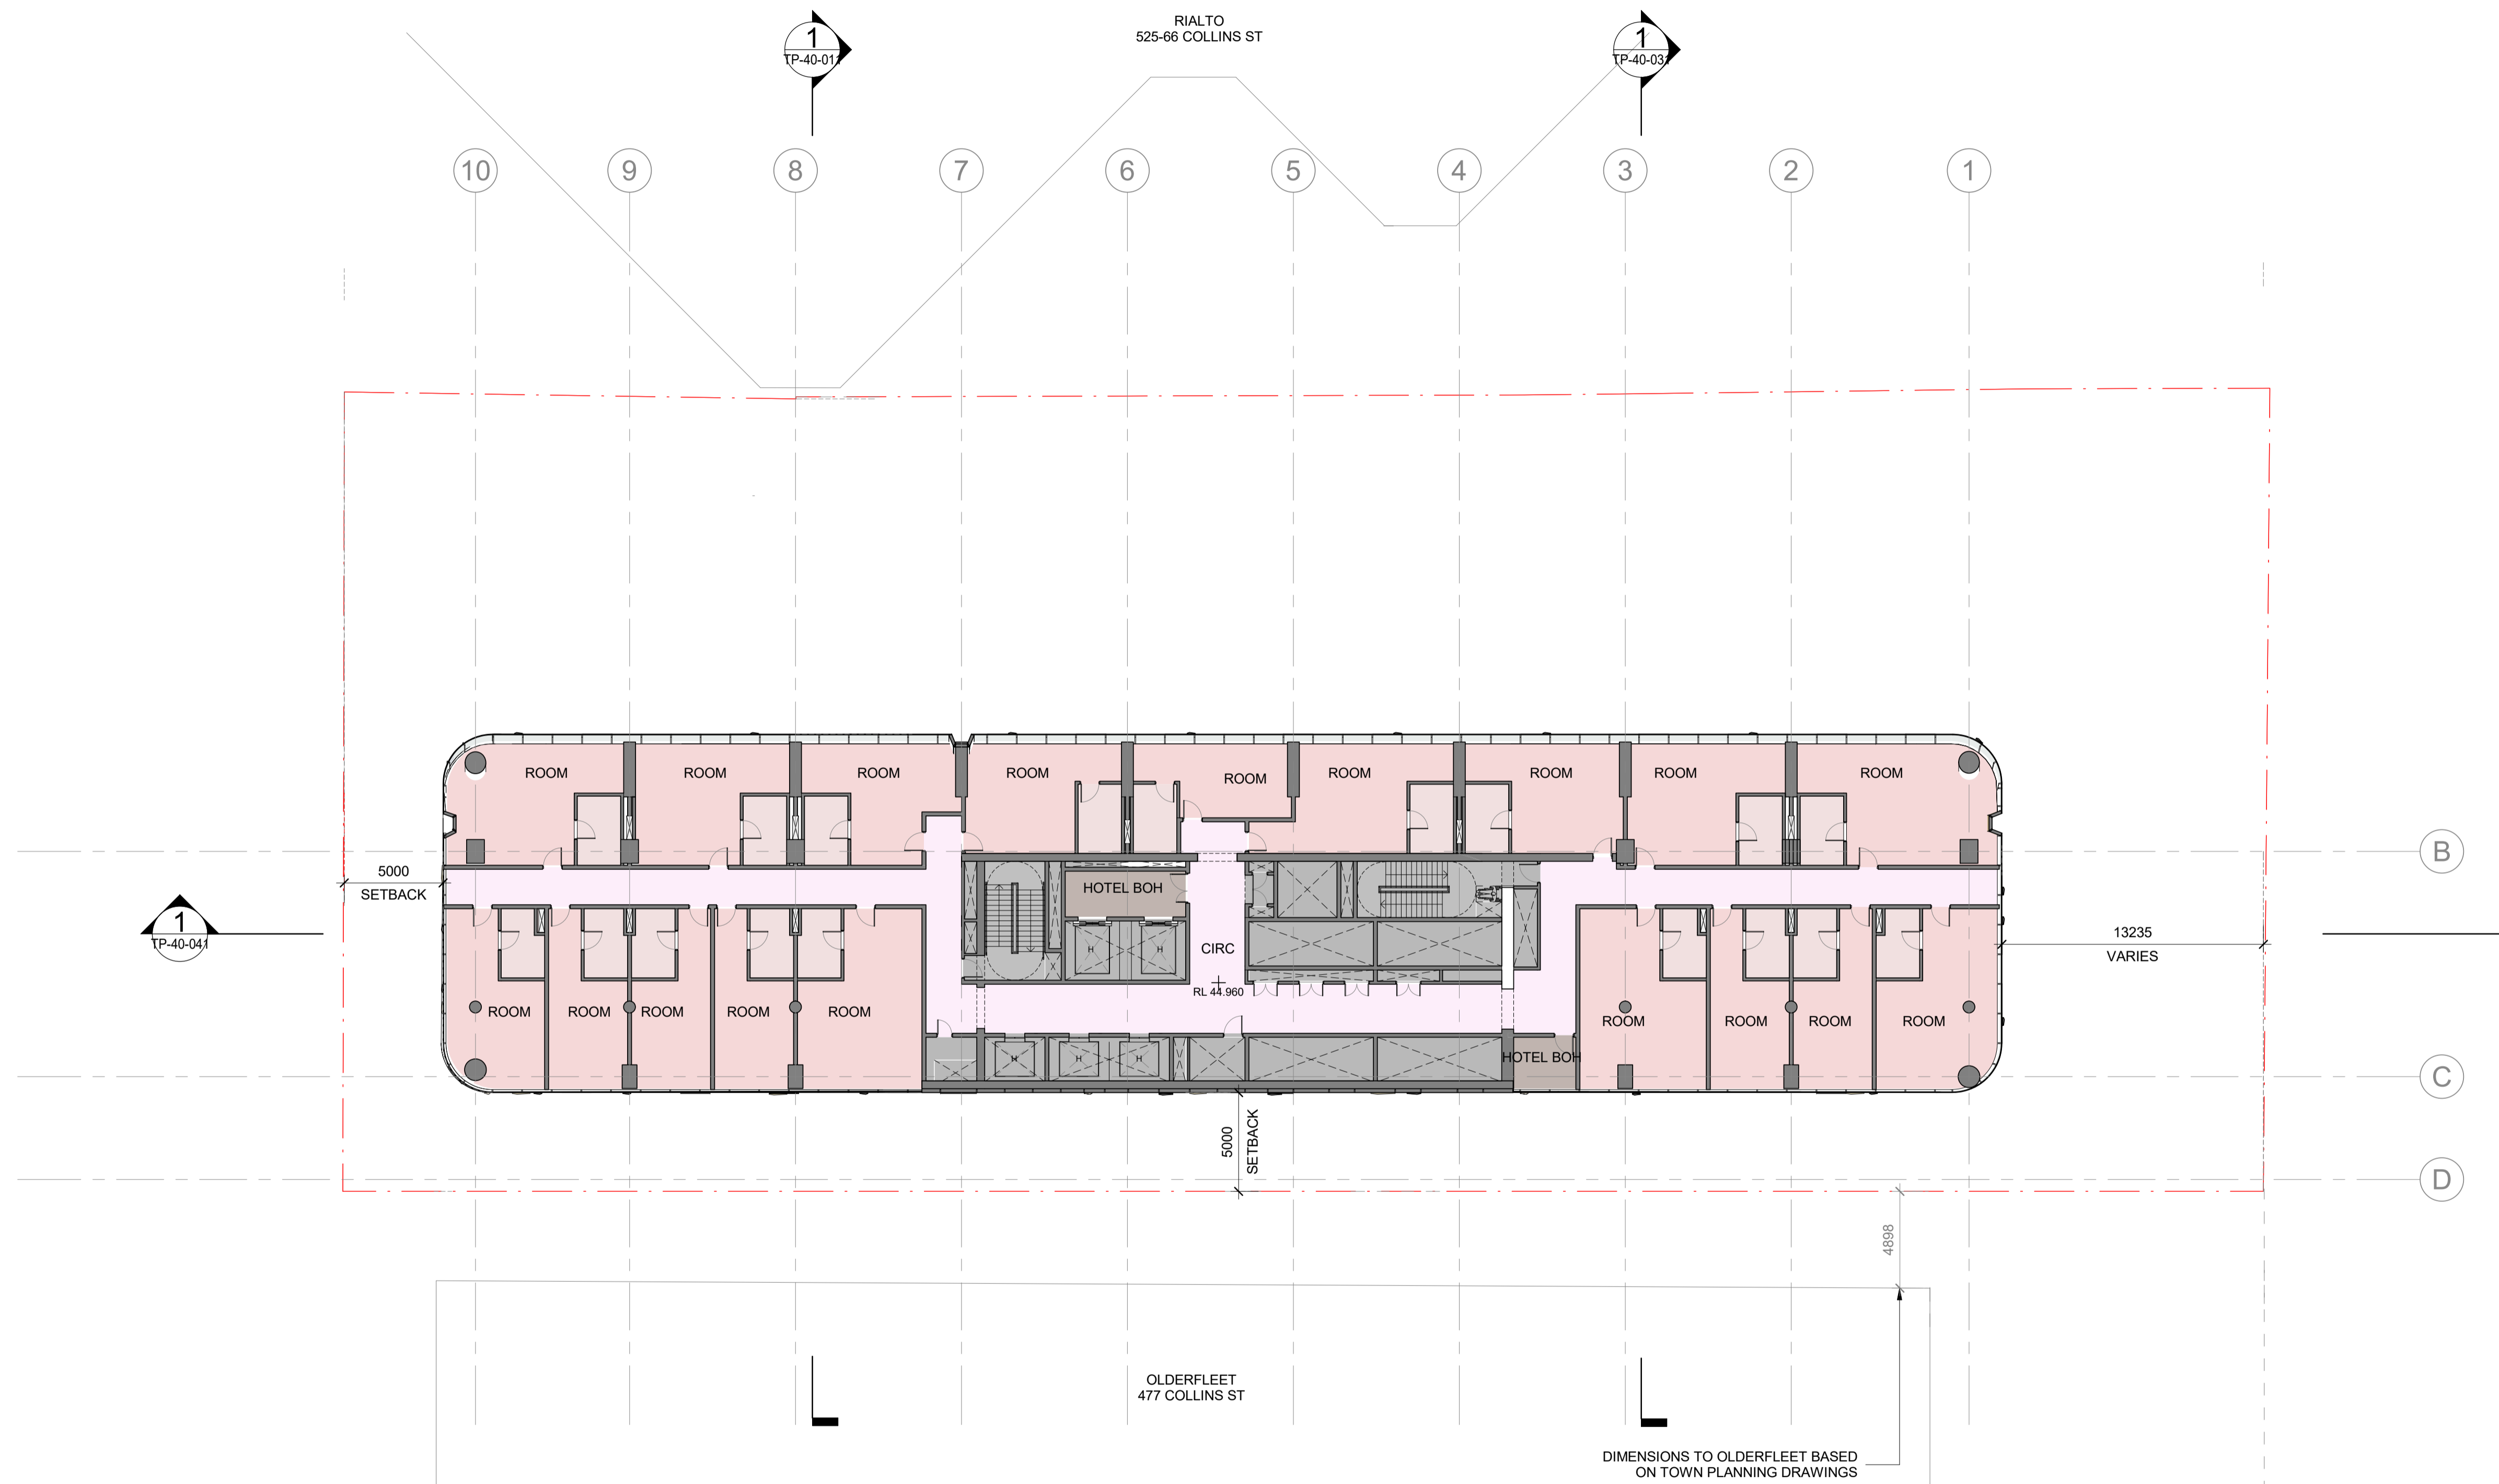 RIALTO
525-66 COLLINS ST
1
TP-40-011
1
TP-40-031
10 9 8 7 6 5 4 3 2 1
ROOM ROOM ROOM ROOM ROOM ROOM ROOM ROOM ROOM
B
5000
SETBACK
HOTEL BOH
1
TP-40-041
H H
CIRC
13235
VARIES
RL 44.960
ROOM ROOM ROOM ROOM ROOM
ROOM ROOM ROOM ROOM
H H H
HOTEL BOH
C
5000
SETBACK
D
4898
OLDERFLEET
477 COLLINS ST
DIMENSIONS TO OLDERFLEET BASED
ON TOWN PLANNING DRAWINGS